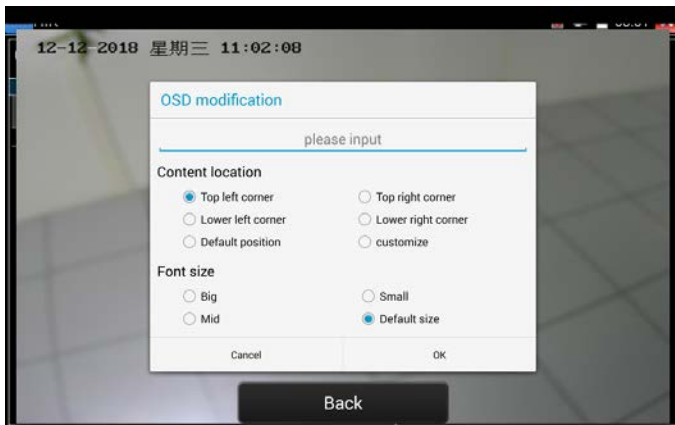 12-12-2018 星期三 11:02:08
OSD modification
please input
Content location
Top left corner
Top right corner
Lower left corner
Lower right corner
Default position
customize
Font size
Big
Small
Mid
Default size
Cancel
OK
Back